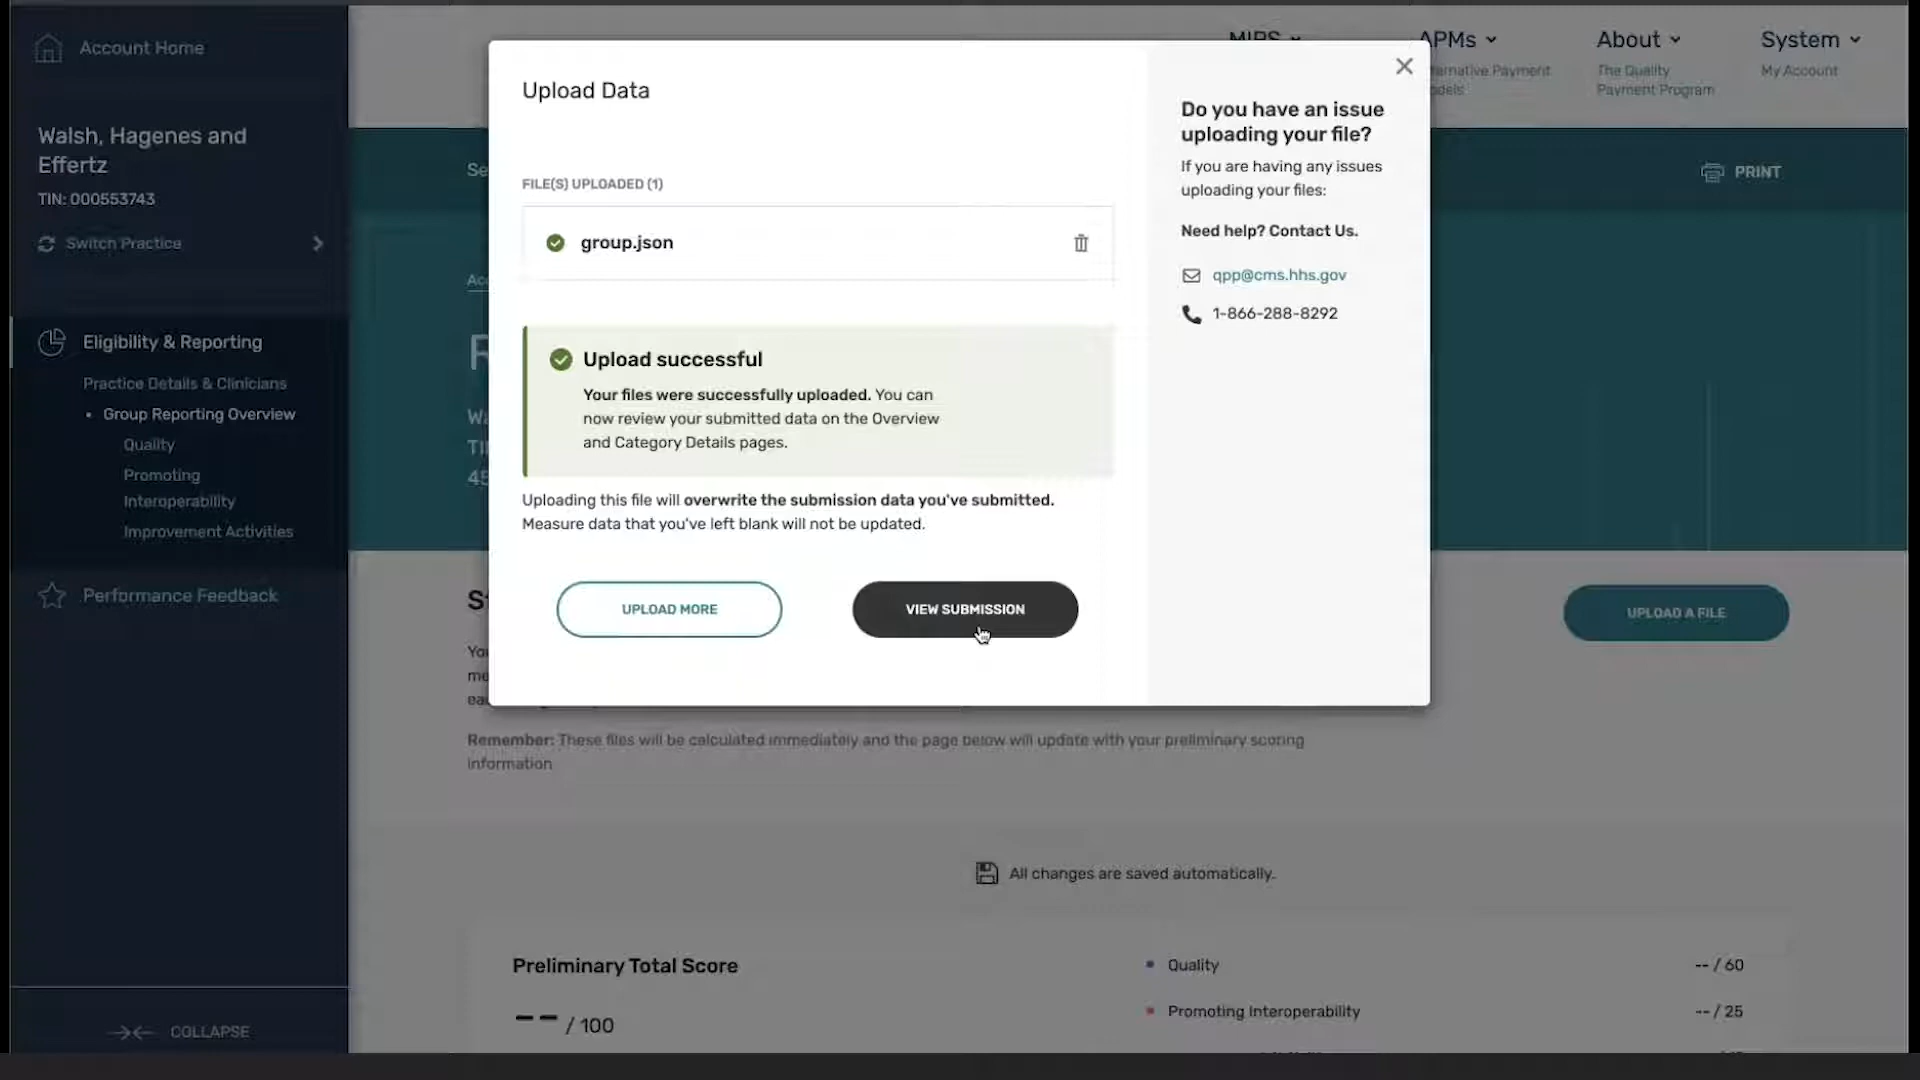 Account Home
Walsh, Hagenes and
Effertz
TIN: 000553743
Switch Practice
Eligibility & Reporting
Practice Details & Clinicians
Group Reporting Overview
Quality
Promoting
Interoperability
Improvement Activities
Performance Feedback
COLLAPSE
MIPS
APMs
About
The Quality
Payment Program
System
My Account
PRINT
Upload Data
FILE(S) UPLOADED (1)
group.json
Upload successful
Your files were successfully uploaded. You can
now review your submitted data on the Overview
and Category Details pages.
Uploading this file will overwrite the submission data you've submitted.
Measure data that you've left blank will not be updated.
UPLOAD MORE
VIEW SUBMISSION
Do you have an issue
uploading your file?
If you are having any issues
uploading your files:
Need help? Contact Us.
qpp@cms.hhs.gov
1-866-288-8292
UPLOAD A FILE
Remember: These files will be calculated immediately and the page below will update with your preliminary scoring
information
All changes are saved automatically.
Preliminary Total Score
-- / 100
Quality
-- / 60
Promoting Interoperability
-- / 25